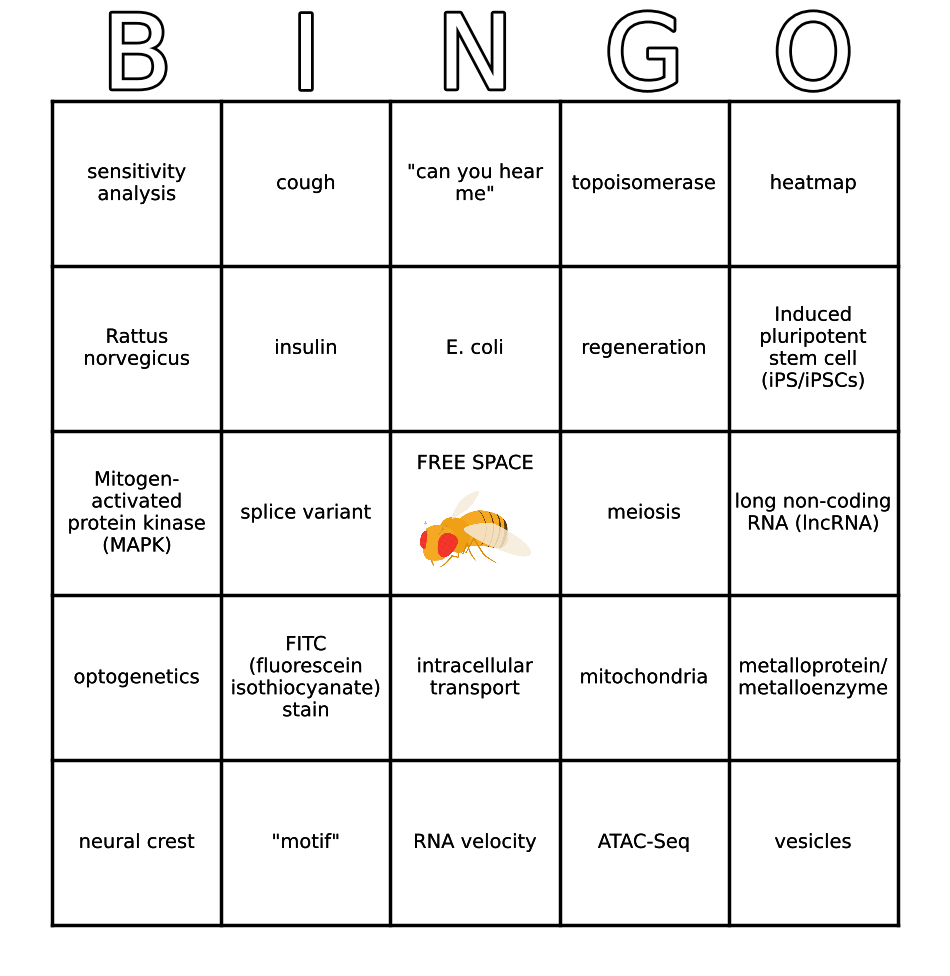 B I N G O
sensitivity
analysis
cough
"can you hear
me"
topoisomerase
heatmap
Rattus
norvegicus
insulin
E. coli
regeneration
Induced
pluripotent
stem cell
(iPS/iPSCs)
Mitogen-
activated
protein kinase
(MAPK)
splice variant
FREE SPACE
meiosis
long non-coding
RNA (lncRNA)
optogenetics
FITC
(fluorescein
isothiocyanate)
stain
intracellular
transport
mitochondria
metalloprotein/
metalloenzyme
neural crest
"motif"
RNA velocity
ATAC-Seq
vesicles